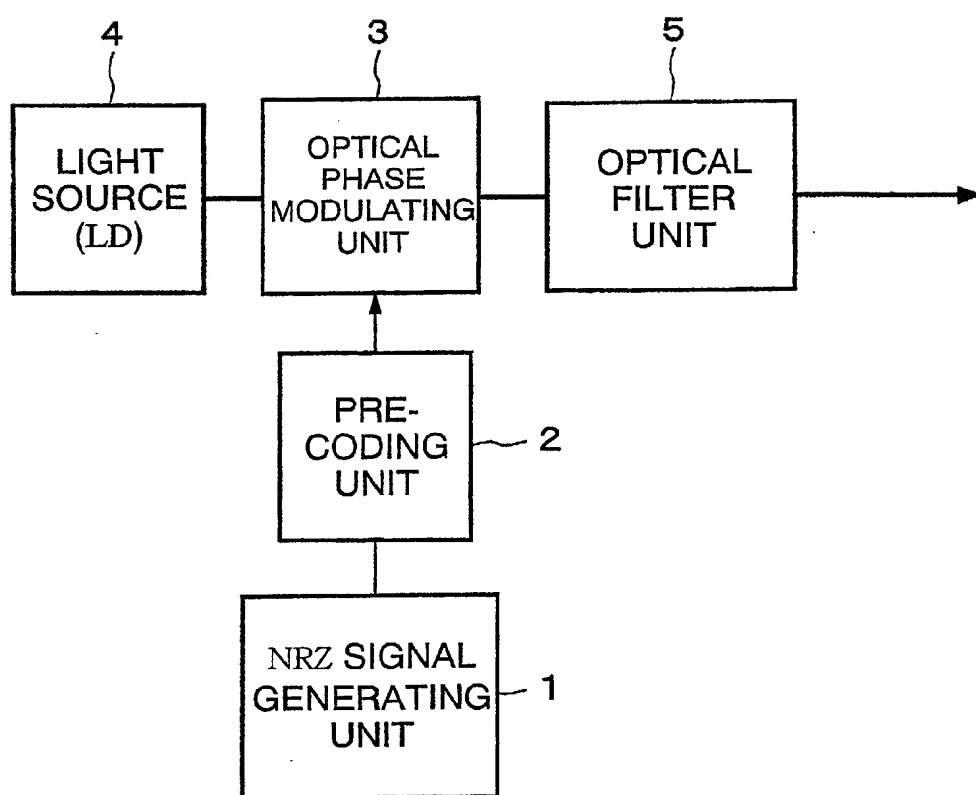 4
3
5
LIGHT
SOURCE
(LD)
OPTICAL
PHASE
MODULATING
UNIT
OPTICAL
FILTER
UNIT
PRE-
CODING
UNIT
2
NRZ SIGNAL
GENERATING
UNIT
1